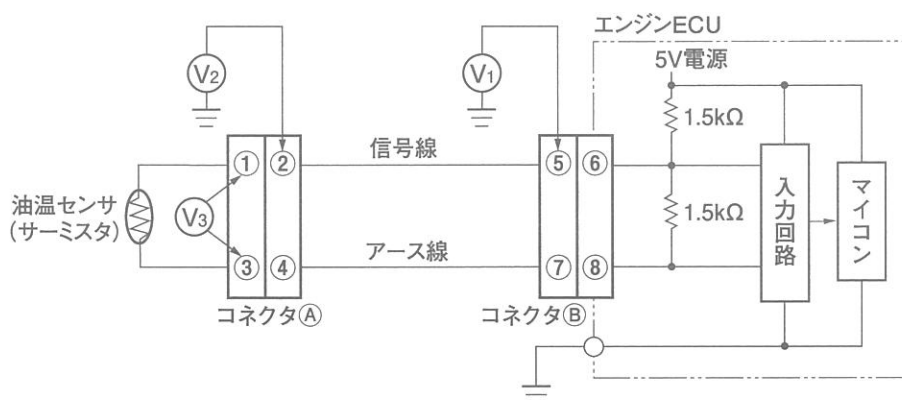 エンジンECU
5V電源
V2
V1
1.5kΩ
① ② 信号線 ⑤ ⑥
油温センサ
(サーミスタ)
V3
1.5kΩ
入力回路
マイコン
③ ④ アース線 ⑦ ⑧
コネクタⒶ
コネクタⒷ